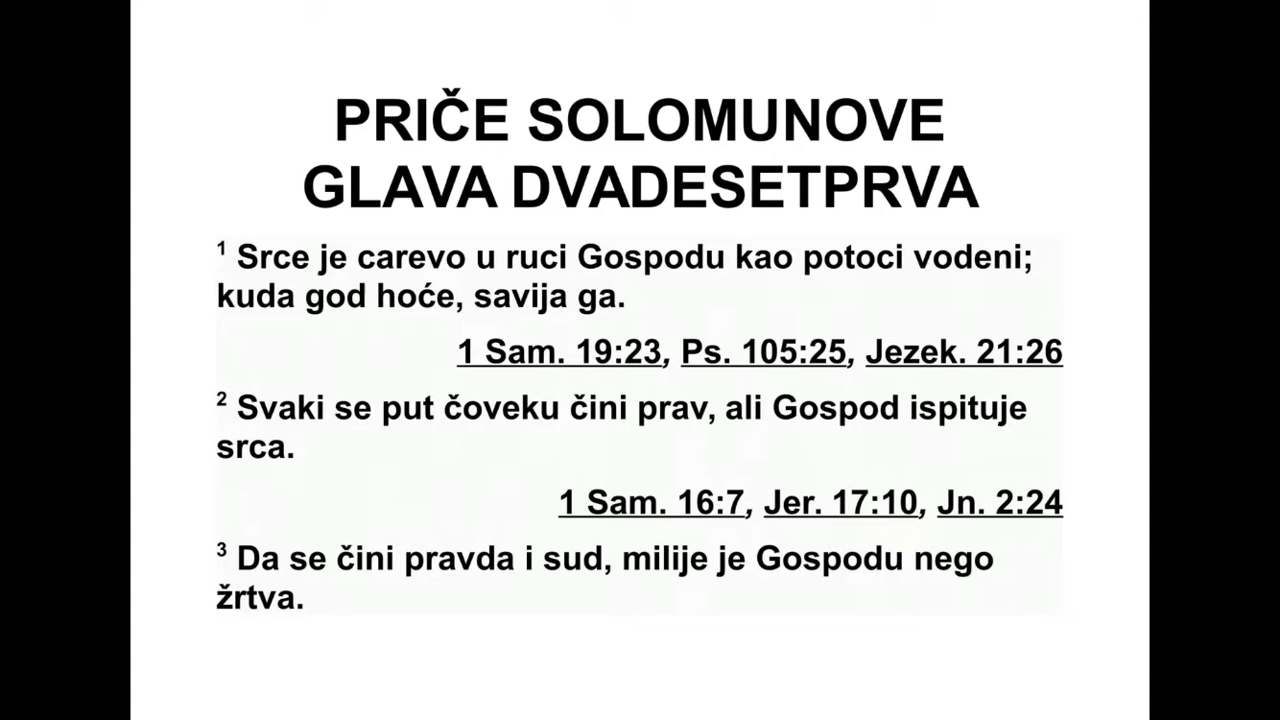 PRIČE SOLOMUNOVE
GLAVA DVADESETPRVA
1 Srce je carevo u ruci Gospodu kao potoci vodeni;
kuda god hoće, savija ga.
1 Sam. 19:23, Ps. 105:25, Jezek. 21:26
2 Svaki se put čoveku čini prav, ali Gospod ispituje
srca.
1 Sam. 16:7, Jer. 17:10, Jn. 2:24
3 Da se čini pravda i sud, milije je Gospodu nego
žrtva.